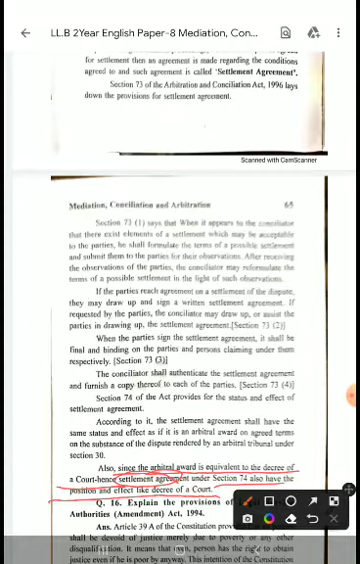 LL.B 2Year English Paper-8 Mediation, Con...
for settlement then an agreement is made regarding the conditions
agreed to and such agreement is called 'Settlement Agreement'.
Section 73 of the Arbitration and Conciliation Act, 1996 lays
down the provisions for settlement agreement.
Scanned with CamScanner
Mediation, Conciliation and Arbitration 65
Section 73 (1) says that When it appears to the conciliator
that there exist elements of a settlement which may be acceptable
to the parties, he shall formulate the terms of a possible settlement
and submit them to the parties for their observations. After receiving
the observations of the parties, the conciliator may reformulate the
terms of a possible settlement in the light of such observations.
If the parties reach agreement on a settlement of the dispute,
they may draw up and sign a written settlement agreement. If
requested by the parties, the conciliator may draw up, or assist the
parties in drawing up, the settlement agreement.[Section 73 (2)]
When the parties sign the settlement agreement, it shall be
final and binding on the parties and persons claiming under them
respectively. [Section 73 (3)]
The conciliator shall authenticate the settlement agreement
and furnish a copy thereof to each of the parties. [Section 73 (4)]
Section 74 of the Act provides for the status and effect of
settlement agreement.
According to it, the settlement agreement shall have the
same status and effect as if it is an arbitral award on agreed terms
on the substance of the dispute rendered by an arbitral tribunal under
section 30.
Also, since the arbitral award is equivalent to the decree of
a Court-hence settlement agreement under Section 74 also have the
position and effect like decree of a Court.
Q. 16. Explain the provisions of
Authorities (Amendment) Act, 1994.
Ans. Article 39 A of the Constitution prov
shall be devoid of justice merely due to poverty or any other
disqualification. It means that person has the right to obtain
justice even if he is poor by anyway. This intention of the Constitution